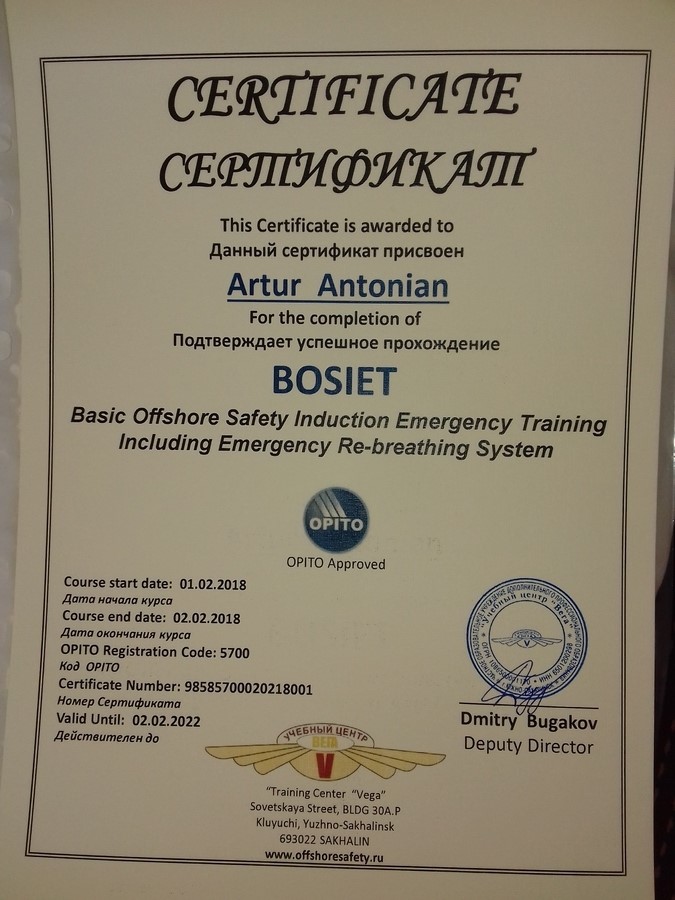 CERTIFICATE
СЕРТИФИКАТ
This Certificate is awarded to
Данный сертификат присвоен
Artur Antonian
For the completion of
Подтверждает успешное прохождение
BOSIET
Basic Offshore Safety Induction Emergency Training
Including Emergency Re-breathing System
OPITO
OPITO Approved
Course start date: 01.02.2018
Дата начала курса
Course end date: 02.02.2018
Дата окончания курса
OPITO Registration Code: 5700
Код OPITO
Certificate Number: 98585700020218001
Номер Сертификата
Valid Until: 02.02.2022
Действителен до
"Учебный центр "Вега"
V
Dmitry Bugakov
Deputy Director
УЧЕБНЫЙ ЦЕНТР
ВЕГА
V
"Training Center "Vega"
Sovetskaya Street, BLDG 30A.P
Kluyuchi, Yuzhno-Sakhalinsk
693022 SAKHALIN
www.offshoresafety.ru